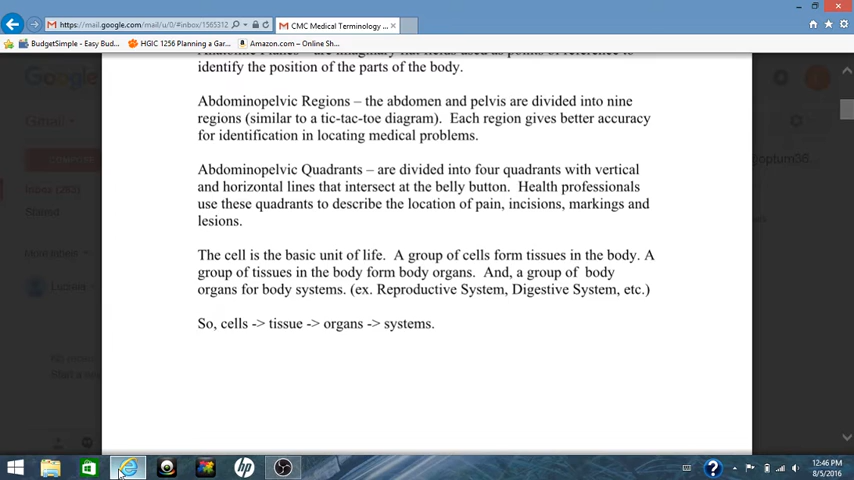 https://mail.google.com/mail/u/0/#inbox/1565312
CMC Medical Terminology ...
BudgetSimple - Easy Bud...
HGIC 1256 Planning a Gar...
Amazon.com – Online Sh...
Google
Gmail
identify the position of the parts of the body.
Abdominopelvic Regions – the abdomen and pelvis are divided into nine
regions (similar to a tic-tac-toe diagram). Each region gives better accuracy
for identification in locating medical problems.
Abdominopelvic Quadrants – are divided into four quadrants with vertical
and horizontal lines that intersect at the belly button. Health professionals
use these quadrants to describe the location of pain, incisions, markings and
lesions.
The cell is the basic unit of life. A group of cells form tissues in the body. A
group of tissues in the body form body organs. And, a group of body
organs for body systems. (ex. Reproductive System, Digestive System, etc.)
So, cells -> tissue -> organs -> systems.
hp
?
12:46 PM
8/5/2016